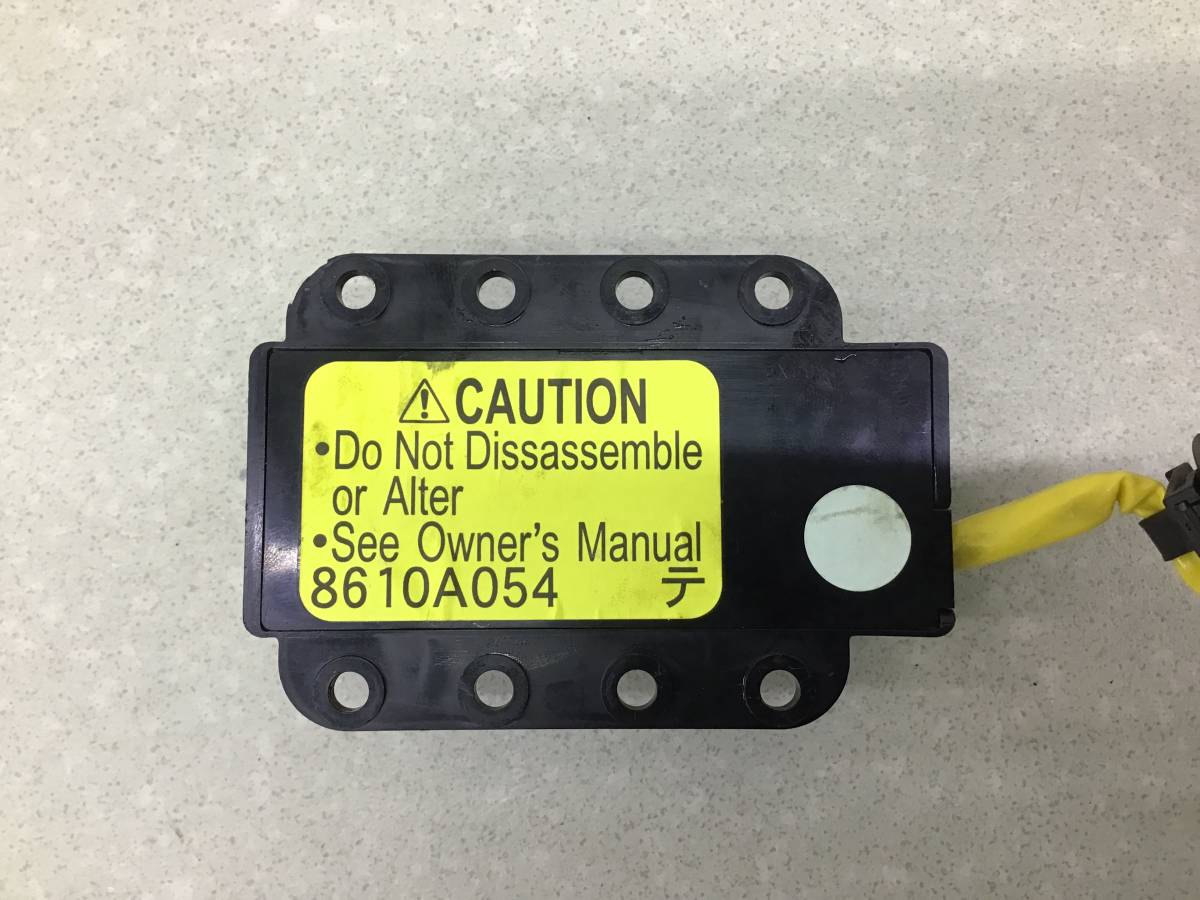 ⚠CAUTION
•Do Not Dissassemble
or Alter
•See Owner's Manual
8610A054 テ